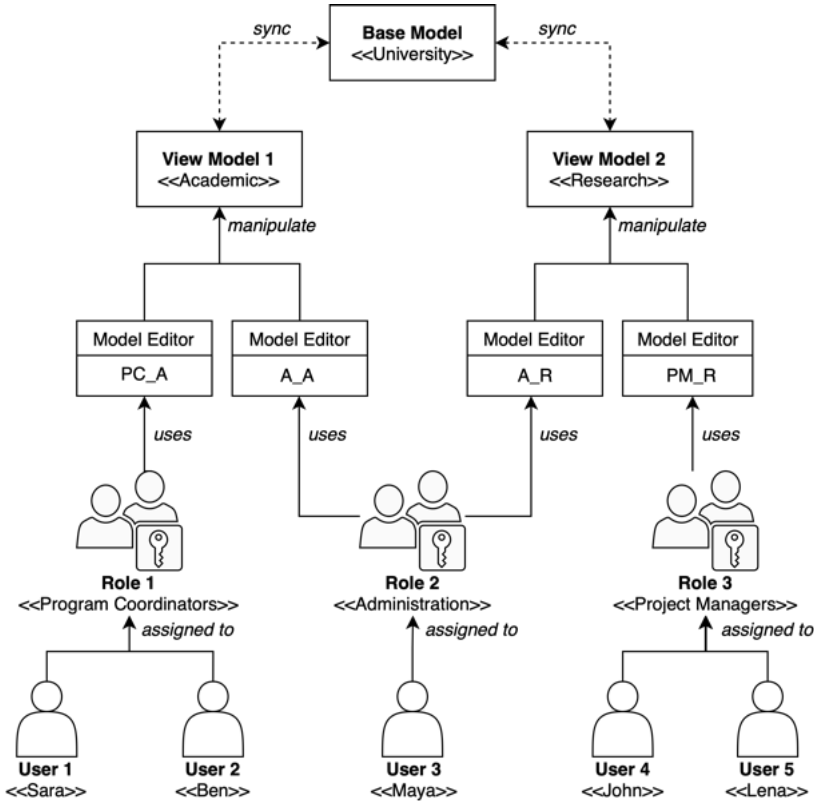 sync
Base Model
<<University>>
sync
View Model 1
<<Academic>>
View Model 2
<<Research>>
manipulate
manipulate
Model Editor
PC_A
Model Editor
A_A
Model Editor
A_R
Model Editor
PM_R
uses
uses
uses
uses
Role 1
<<Program Coordinators>>
Role 2
<<Administration>>
Role 3
<<Project Managers>>
assigned to
assigned to
assigned to
User 1
<<Sara>>
User 2
<<Ben>>
User 3
<<Maya>>
User 4
<<John>>
User 5
<<Lena>>